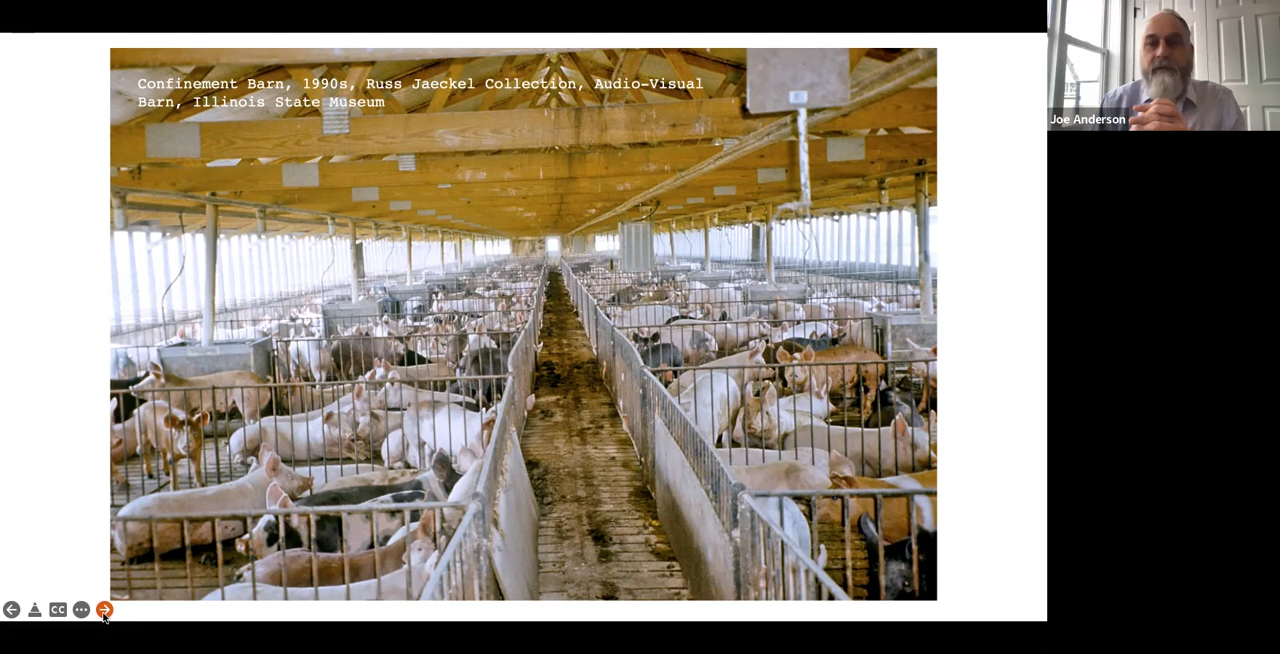 Confinement Barn, 1990s, Russ Jaeckel Collection, Audio-Visual
Barn, Illinois State Museum
Joe Anderson
CC